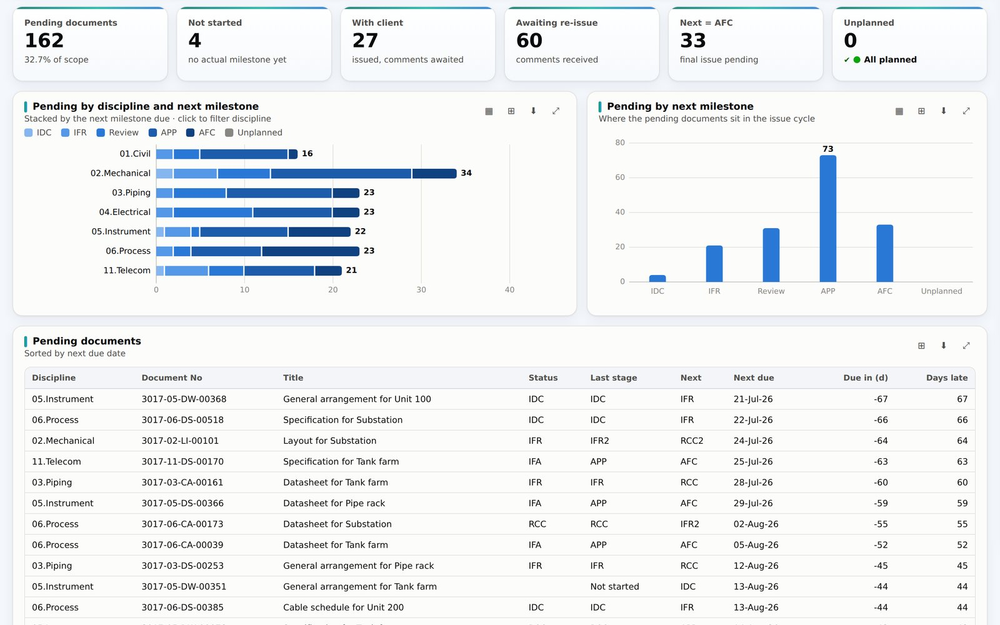 Pending documents
162
32.7% of scope
Not started
4
no actual milestone yet
With client
27
issued, comments awaited
Awaiting re-issue
60
comments received
Next = AFC
33
final issue pending
Unplanned
0
✔ All planned
Pending by discipline and next milestone
Stacked by the next milestone due · click to filter discipline
IDC IFR Review APP AFC Unplanned
01.Civil 16
02.Mechanical 34
03.Piping 23
04.Electrical 23
05.Instrument 22
06.Process 23
11.Telecom 21
0 10 20 30 40
Pending by next milestone
Where the pending documents sit in the issue cycle
80
73
60
40
20
0
IDC IFR Review APP AFC Unplanned
Pending documents
Sorted by next due date
Discipline Document No Title Status Last stage Next Next due Due in (d) Days late
05.Instrument 3017-05-DW-00368 General arrangement for Unit 100 IDC IDC IFR 21-Jul-26 -67 67
06.Process 3017-06-DS-00518 Specification for Substation IDC IDC IFR 22-Jul-26 -66 66
02.Mechanical 3017-02-LI-00101 Layout for Substation IFR IFR2 RCC2 24-Jul-26 -64 64
11.Telecom 3017-11-DS-00170 Specification for Tank farm IFA APP AFC 25-Jul-26 -63 63
03.Piping 3017-03-CA-00161 Datasheet for Tank farm IFR IFR RCC 28-Jul-26 -60 60
05.Instrument 3017-05-DS-00366 Datasheet for Pipe rack IFA APP AFC 29-Jul-26 -59 59
06.Process 3017-06-CA-00173 Datasheet for Substation RCC RCC IFR2 02-Aug-26 -55 55
06.Process 3017-06-CA-00039 Datasheet for Tank farm IFA APP AFC 05-Aug-26 -52 52
03.Piping 3017-03-DS-00253 General arrangement for Pipe rack IFR IFR RCC 12-Aug-26 -45 45
05.Instrument 3017-05-DW-00351 General arrangement for Tank farm Not started IDC 13-Aug-26 -44 44
06.Process 3017-06-DS-00385 Cable schedule for Unit 200 IDC IDC IFR 13-Aug-26 -44 44